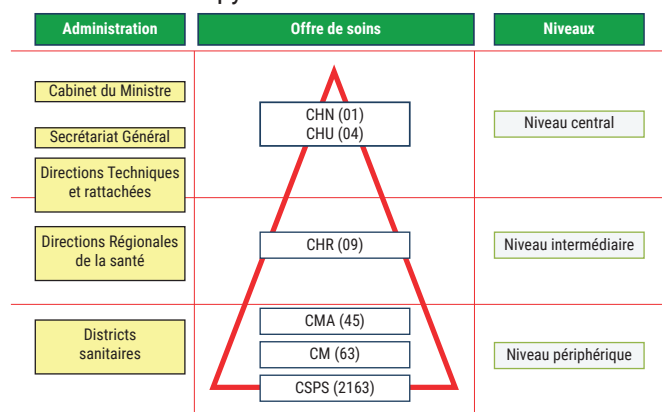 Administration
Offre de soins
Niveaux
Cabinet du Ministre
Secrétariat Général
Directions Techniques
et rattachées
CHN (01)
CHU (04)
Niveau central
Directions Régionales
de la santé
CHR (09)
Niveau intermédiaire
Districts
sanitaires
CMA (45)
CM (63)
CSPS (2163)
Niveau périphérique